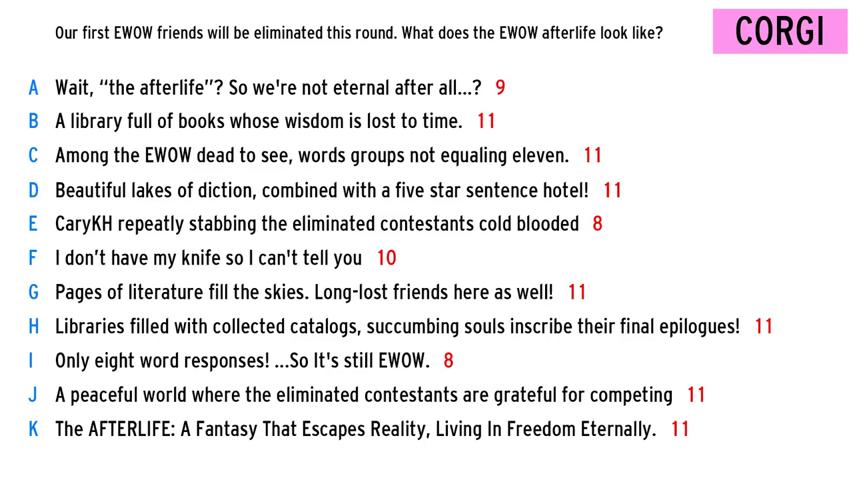 Our first EWOW friends will be eliminated this round. What does the EWOW afterlife look like?
CORGI
A Wait, “the afterlife”? So we're not eternal after all...? 9
B A library full of books whose wisdom is lost to time. 11
C Among the EWOW dead to see, words groups not equaling eleven. 11
D Beautiful lakes of diction, combined with a five star sentence hotel! 11
E CaryKH repeatly stabbing the eliminated contestants cold blooded 8
F I don’t have my knife so I can't tell you 10
G Pages of literature fill the skies. Long-lost friends here as well! 11
H Libraries filled with collected catalogs, succumbing souls inscribe their final epilogues! 11
I Only eight word responses! ...So It's still EWOW. 8
J A peaceful world where the eliminated contestants are grateful for competing 11
K The AFTERLIFE: A Fantasy That Escapes Reality, Living In Freedom Eternally. 11